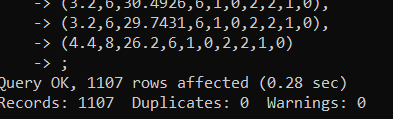 -> (3.2,6,30.4926,6,1,0,2,2,1,0),
-> (3.2,6,29.7431,6,1,0,2,2,1,0),
-> (4.4,8,26.2,6,1,0,2,2,1,0)
-> ;
Query OK, 1107 rows affected (0.28 sec)
Records: 1107  Duplicates: 0  Warnings: 0